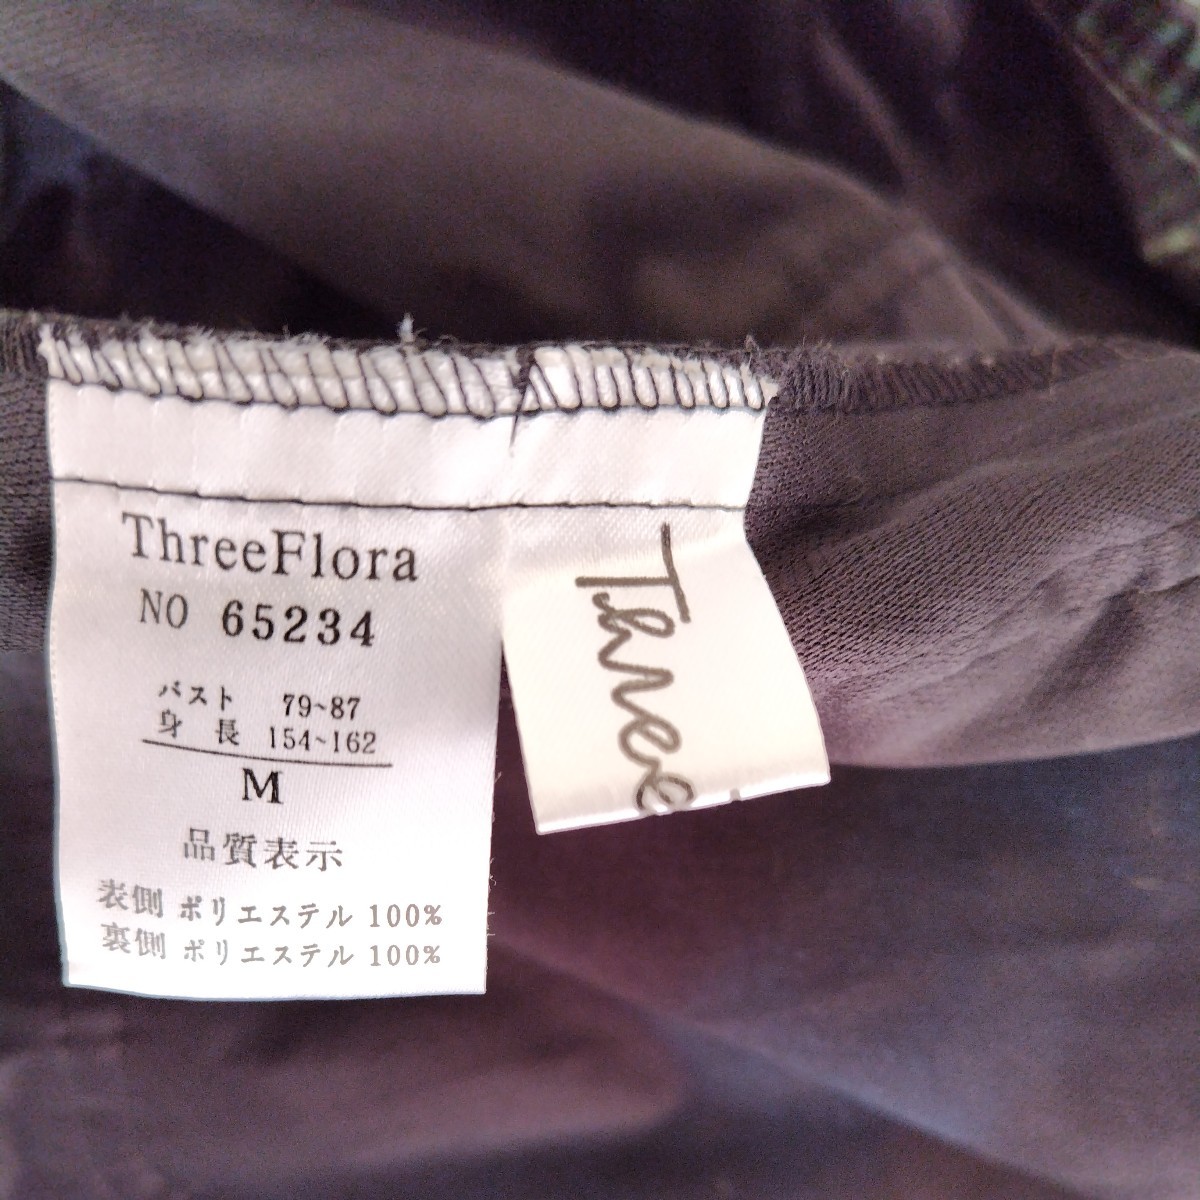 ThreeFlora
NO 65234
バスト 79~87
身 長 154~162
M
品質表示
表側 ポリエステル 100%
裏側 ポリエステル 100%
Three